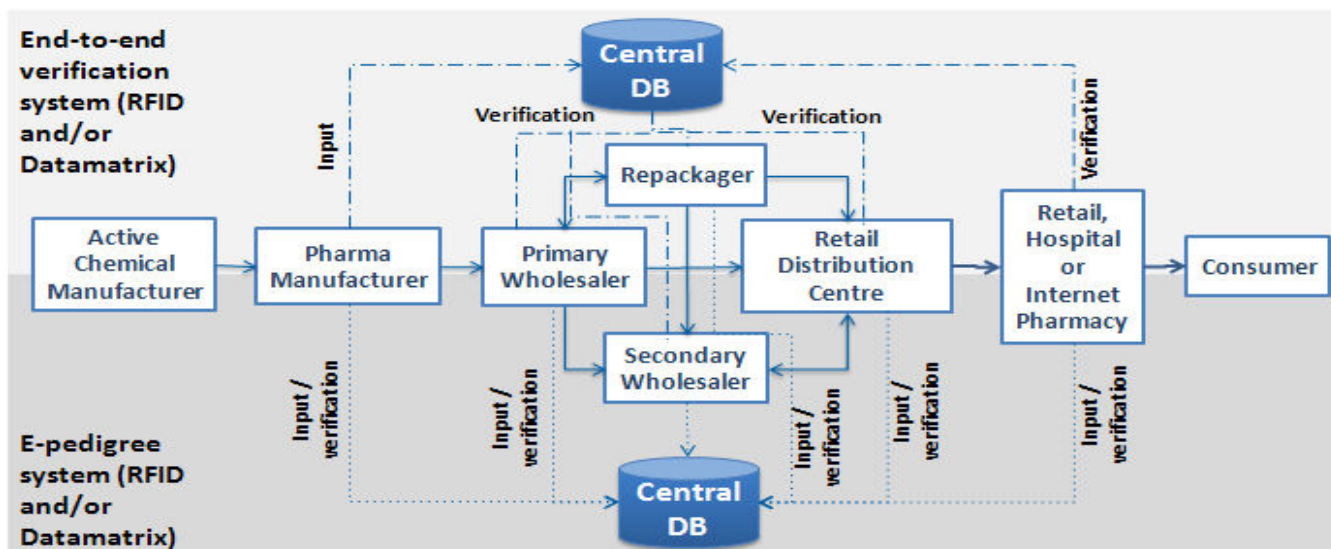 End-to-end
verification
system (RFID
and/or
Datamatrix)
Central
DB
Input
Verification
Verification
Verification
Repackager
Active
Chemical
Manufacturer
Pharma
Manufacturer
Primary
Wholesaler
Retail
Distribution
Centre
Retail,
Hospital
or
Internet
Pharmacy
Consumer
Secondary
Wholesaler
Input /
verification
Input /
verification
Input /
verification
Input /
verification
Input /
verification
E-pedigree
system (RFID
and/or
Datamatrix)
Central
DB